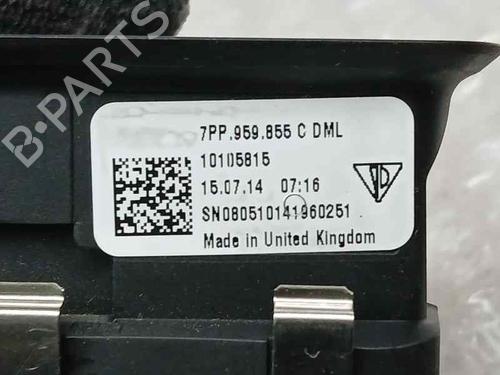 7PP.959.855 C DML
10105815
15.07.14 07:16
SN080510141960251
Made in United Kingdom
B-PARTS